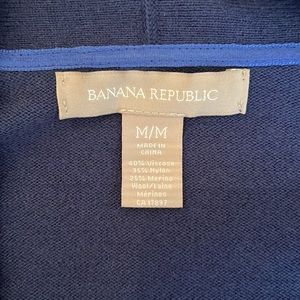 BANANA REPUBLIC
M/M
MADE IN
CHINA
40% Viscose
35% Nylon
25% Merino
Wool/Laine
Mérinos
CA 17897